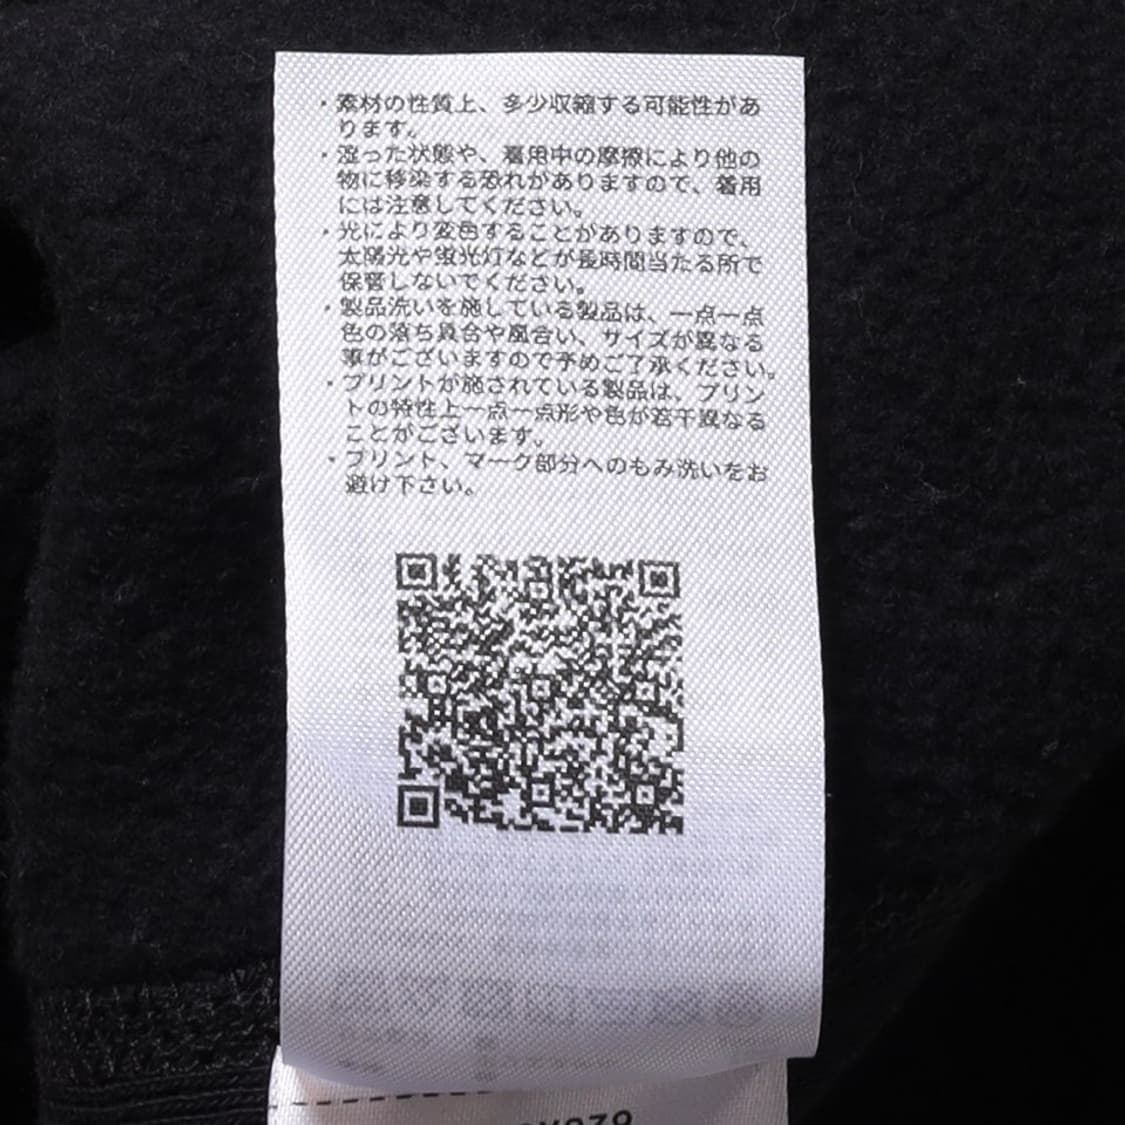 ・素材の性質上、多少収縮する可能性があ
ります。
・湿った状態や、着用中の摩擦により他の
物に移染する恐れがありますので、着用
には注意してください。
・光により変色することがありますので、
太陽光や蛍光灯などが長時間当たる所で
保管しないでください。
・製品洗いを施している製品は、一点一点
色の落ち具合や風合い、サイズが異なる
事がございますので予めご了承ください。
・プリントが施されている製品は、プリン
トの特性上一点一点形や色が若干異なる
ことがございます。
・プリント、マーク部分へのもみ洗いをお
避け下さい。